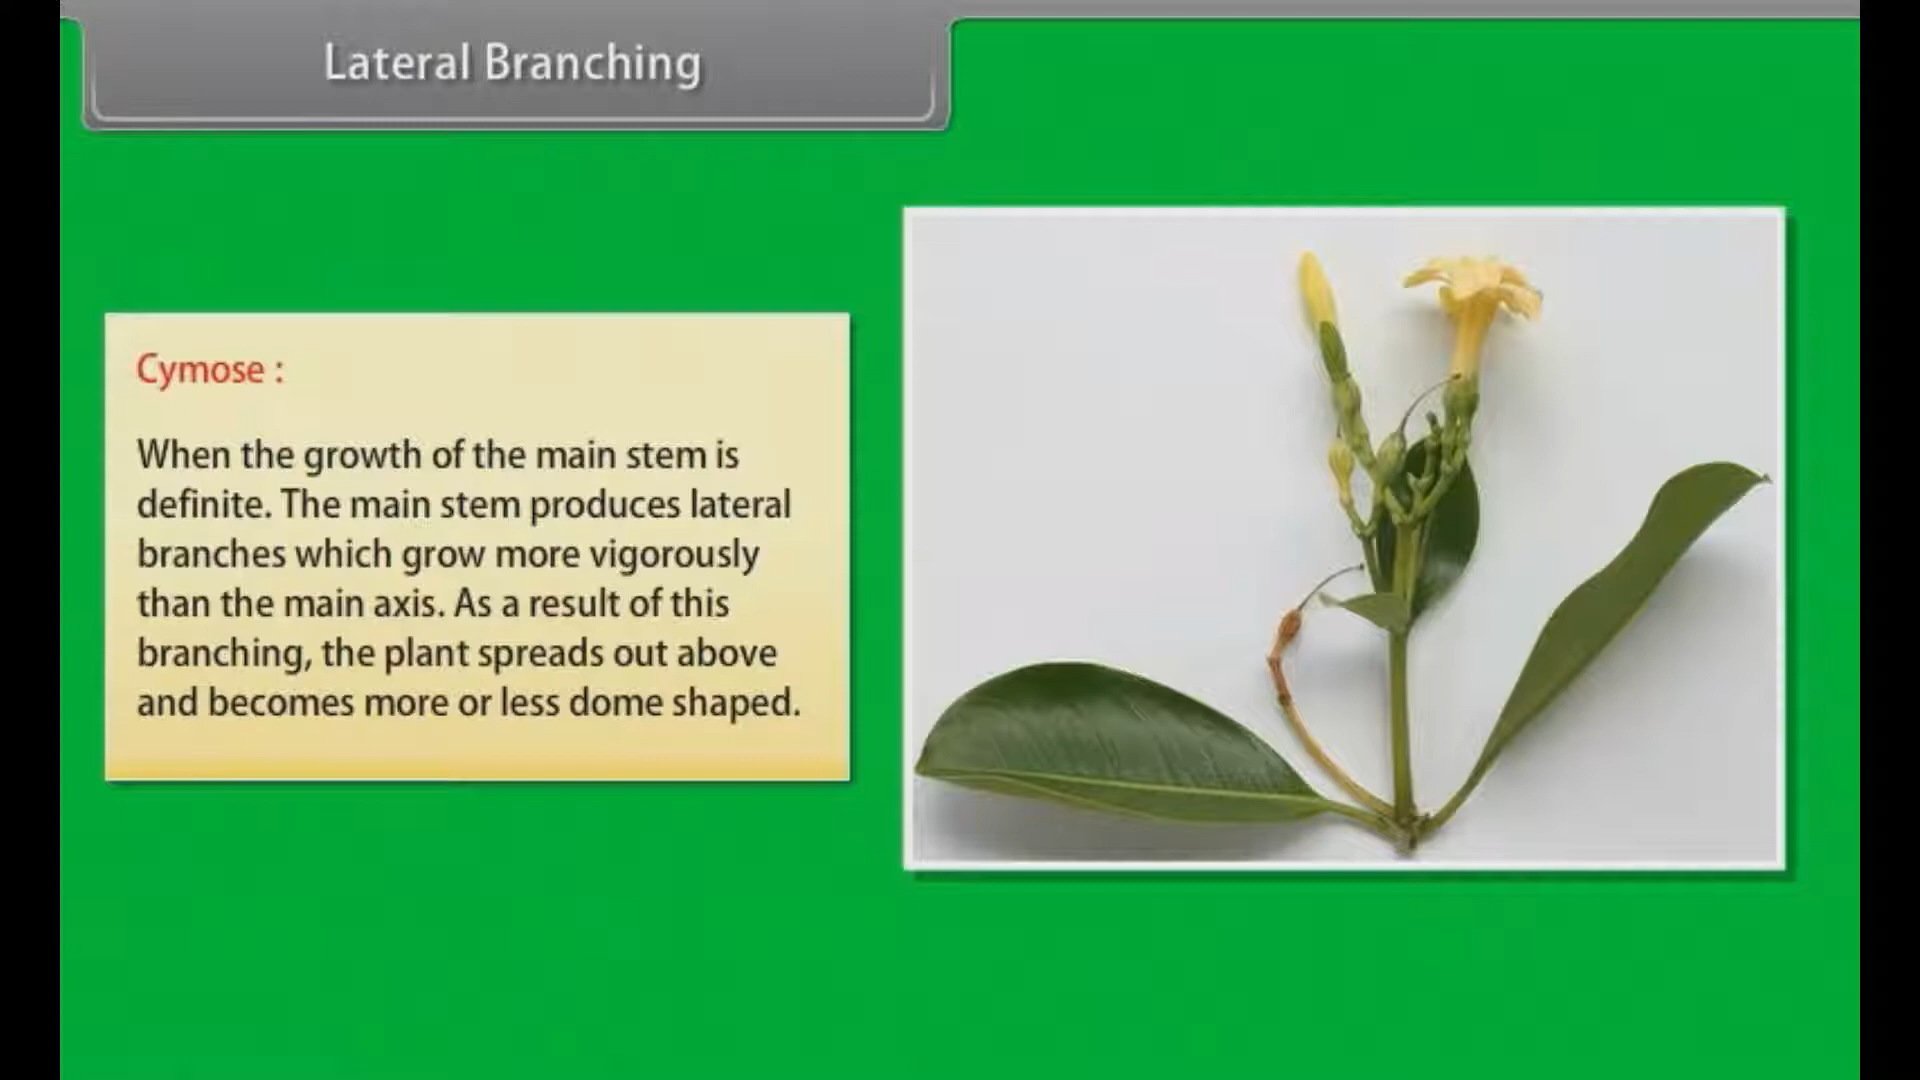 Lateral Branching
Cymose :
When the growth of the main stem is
definite. The main stem produces lateral
branches which grow more vigorously
than the main axis. As a result of this
branching, the plant spreads out above
and becomes more or less dome shaped.